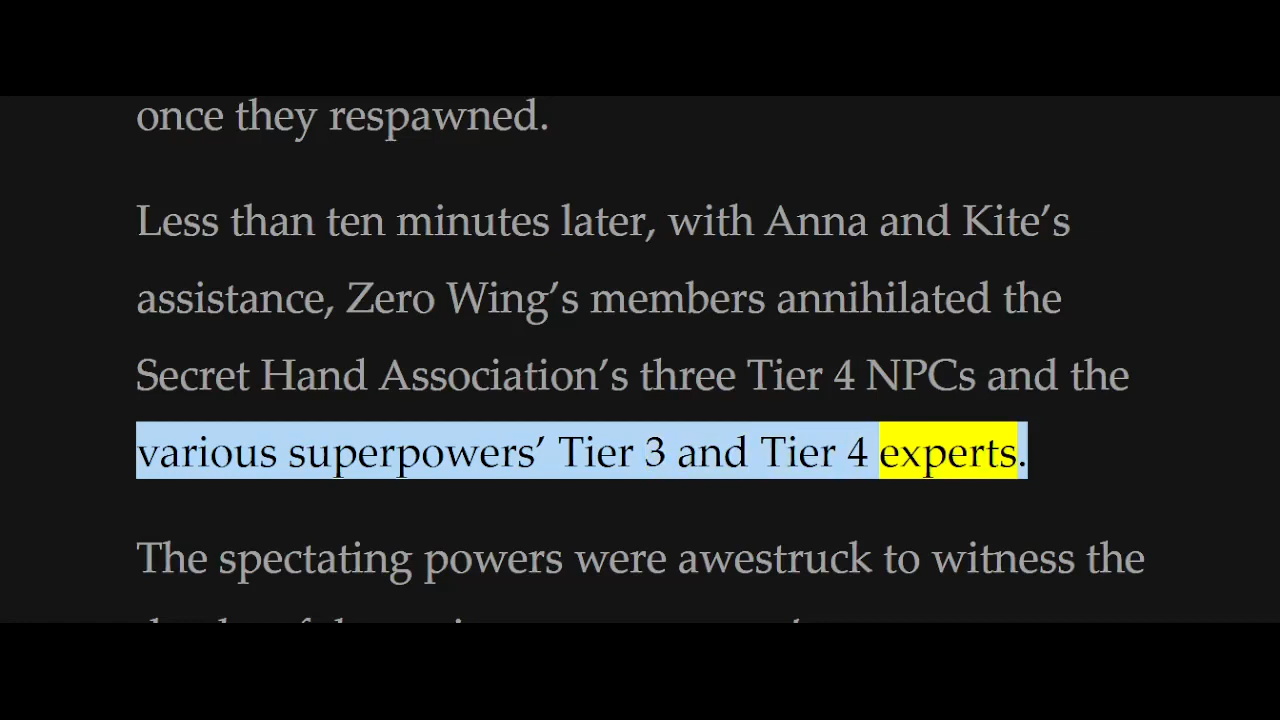 once they respawned.
Less than ten minutes later, with Anna and Kite’s
assistance, Zero Wing’s members annihilated the
Secret Hand Association’s three Tier 4 NPCs and the
various superpowers’ Tier 3 and Tier 4 experts.
The spectating powers were awestruck to witness the